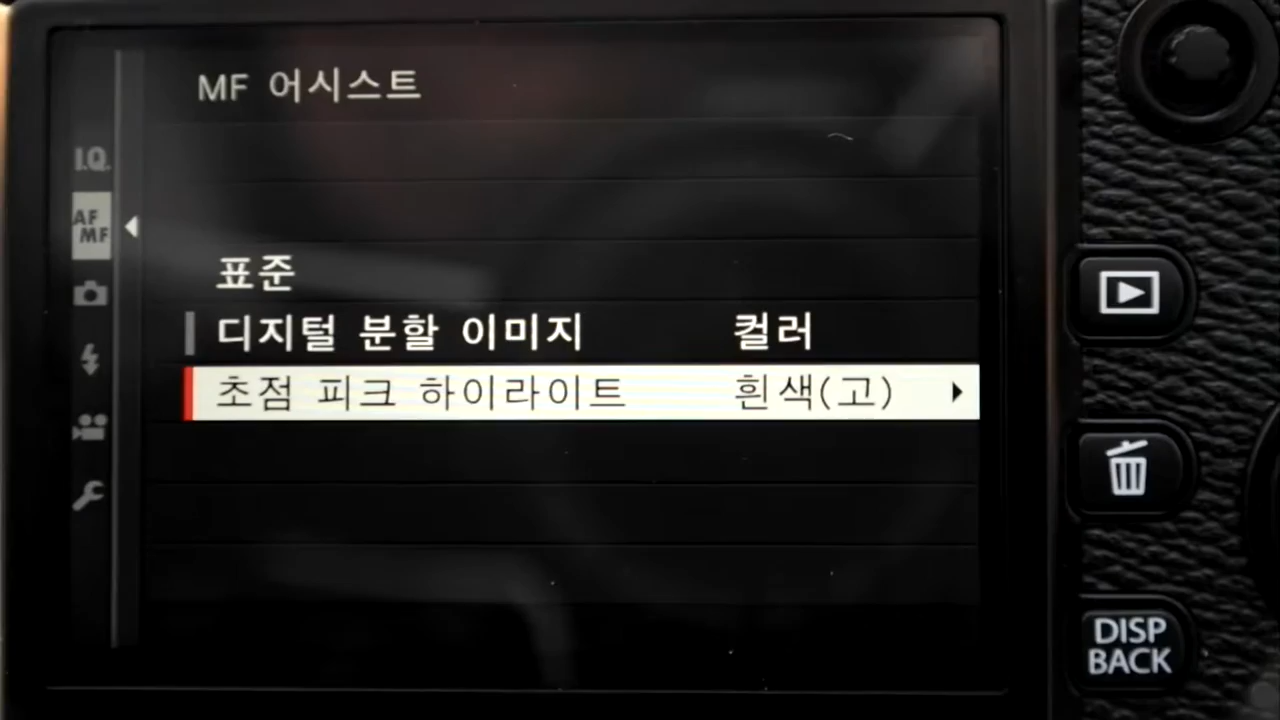 MF 어시스트
I.Q.
AF
MF
표준
디지털 분할 이미지 컬러
초점 피크 하이라이트 흰색(고)
DISP
BACK